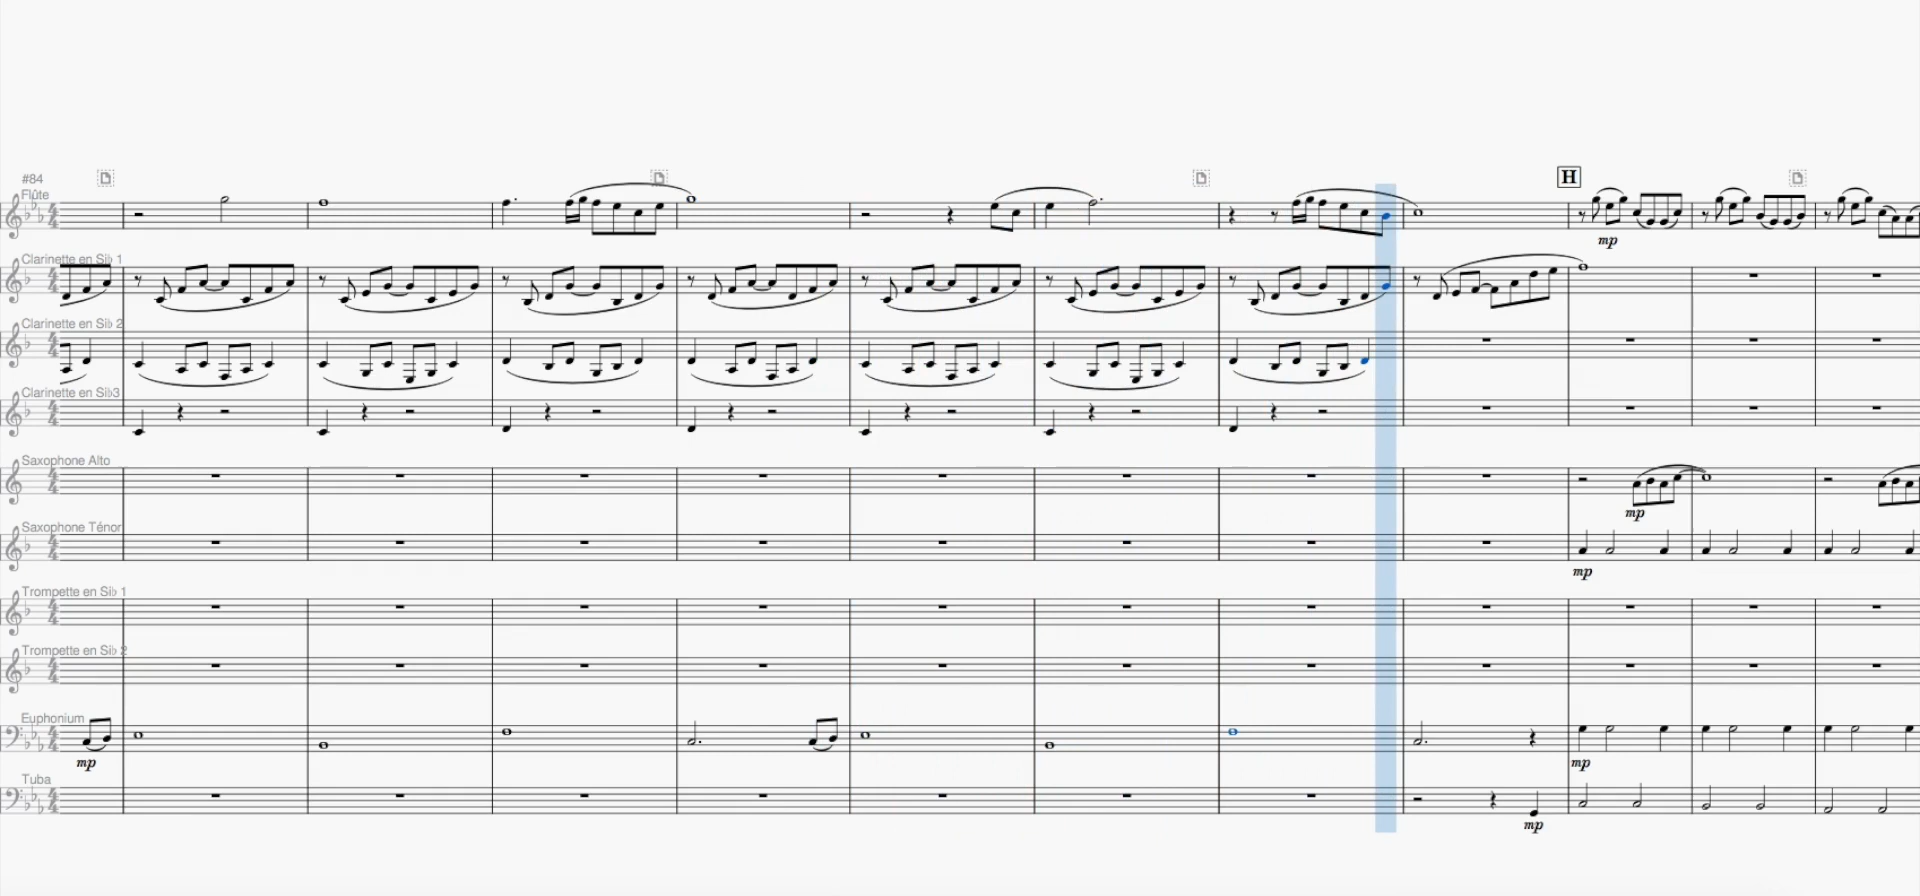 #84
H
Flûte
mp
Clarinette en Si♭ 1
Clarinette en Si♭ 2
Clarinette en Si♭3
Saxophone Alto
mp
Saxophone Ténor
mp
Trompette en Si♭ 1
Trompette en Si♭ 2
Euphonium
mp mp
Tuba
mp